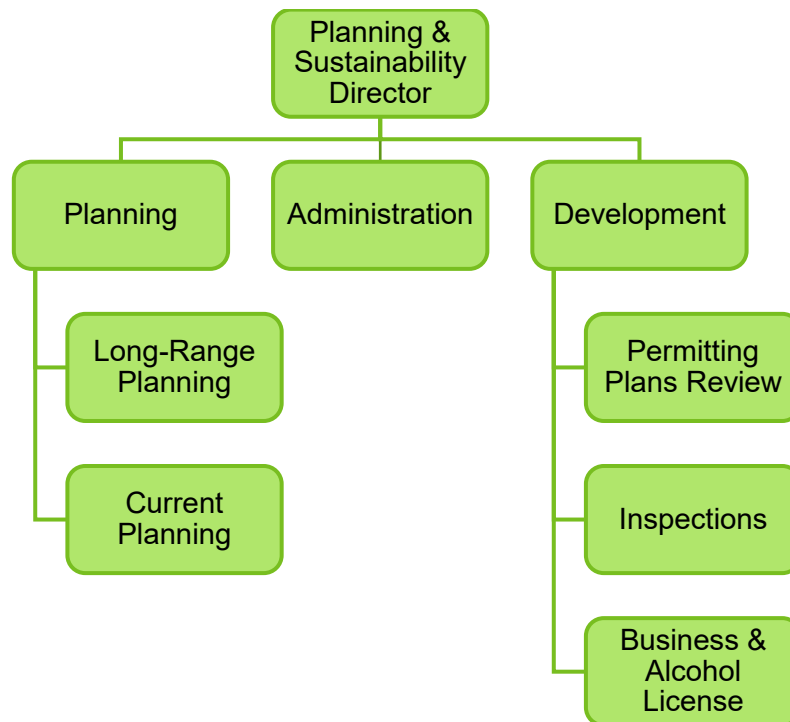 Planning &
Sustainability
Director
Planning
Administration
Development
Long-Range
Planning
Permitting
Plans Review
Current
Planning
Inspections
Business &
Alcohol
License